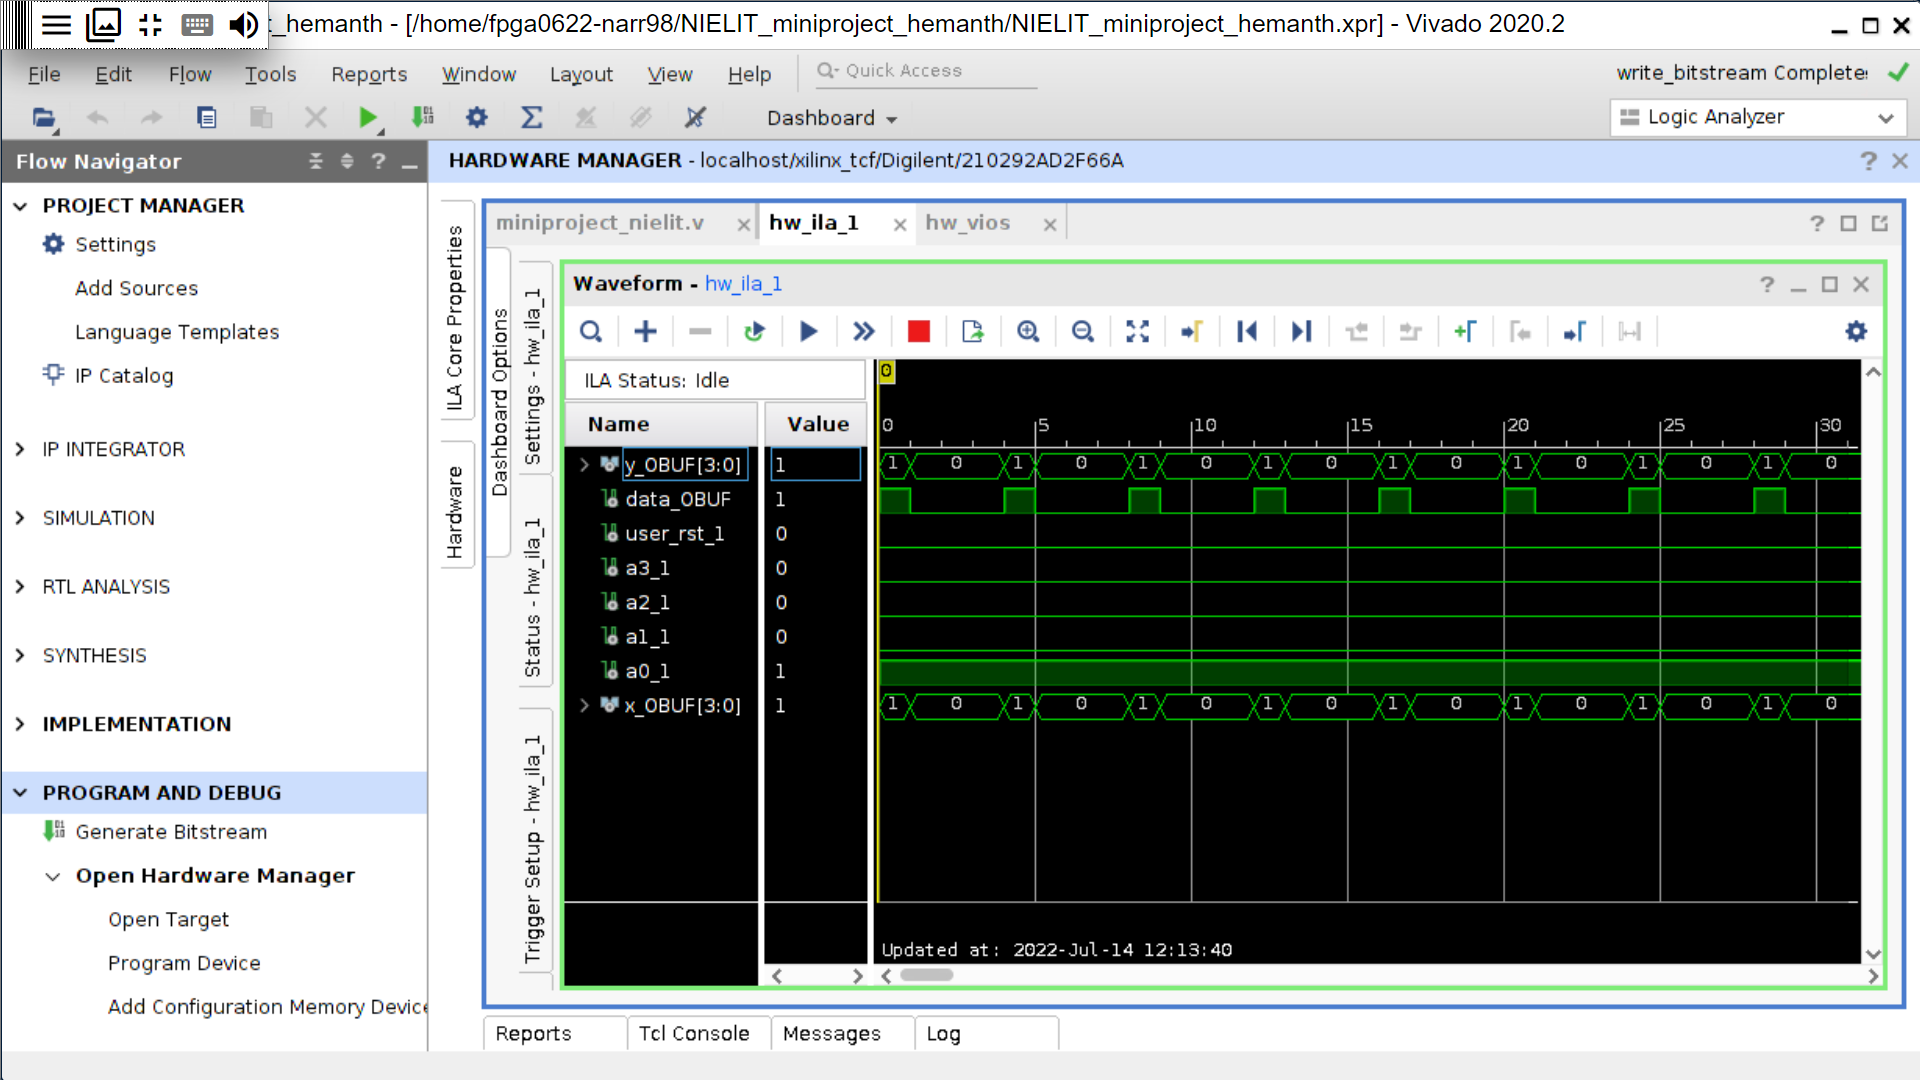 t_hemanth - [/home/fpga0622-narr98/NIELIT_miniproject_hemanth/NIELIT_miniproject_hemanth.xpr] - Vivado 2020.2
File Edit Flow Tools Reports Window Layout View Help Quick Access
write_bitstream Complete
Dashboard
Logic Analyzer
Flow Navigator
HARDWARE MANAGER - localhost/xilinx_tcf/Digilent/210292AD2F66A
PROJECT MANAGER
Settings
Add Sources
Language Templates
IP Catalog
IP INTEGRATOR
SIMULATION
RTL ANALYSIS
SYNTHESIS
IMPLEMENTATION
PROGRAM AND DEBUG
Generate Bitstream
Open Hardware Manager
Open Target
Program Device
Add Configuration Memory Device
ILA Core Properties
Hardware
miniproject_nielit.v hw_ila_1 hw_vios
Dashboard Options
Settings - hw_ila_1
Status - hw_ila_1
Trigger Setup - hw_ila_1
Waveform - hw_ila_1
ILA Status: Idle
0
Name Value
0 5 10 15 20 25 30
y_OBUF[3:0] 1 1 0 1 0 1 0 1 0 1 0 1 0 1 0 1 0
data_OBUF 1
user_rst_1 0
a3_1 0
a2_1 0
a1_1 0
a0_1 1
x_OBUF[3:0] 1 1 0 1 0 1 0 1 0 1 0 1 0 1 0 1 0
Updated at: 2022-Jul-14 12:13:40
Reports Tcl Console Messages Log